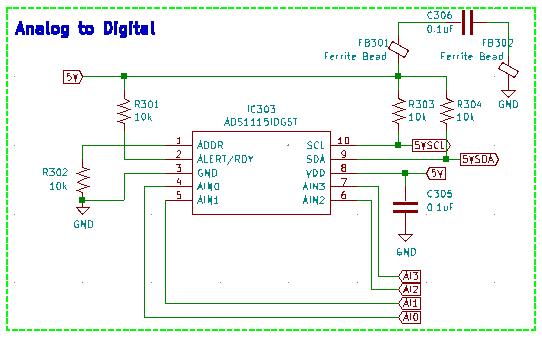 Analog to Digital
C306
0.1uF
FB301
Ferrite Bead
FB302
Ferrite Bead
GND
5V
R301
10k
R303
10k
R304
10k
IC303
ADS1115IDGST
1 ADDR SCL 10 5VSCL
2 ALERT/RDY SDA 9 5VSDA
3 GND VDD 8 5V
4 AIN0 AIN3 7
5 AIN1 AIN2 6
R302
10k
GND
C305
0.1uF
GND
AI3
AI2
AI1
AI0